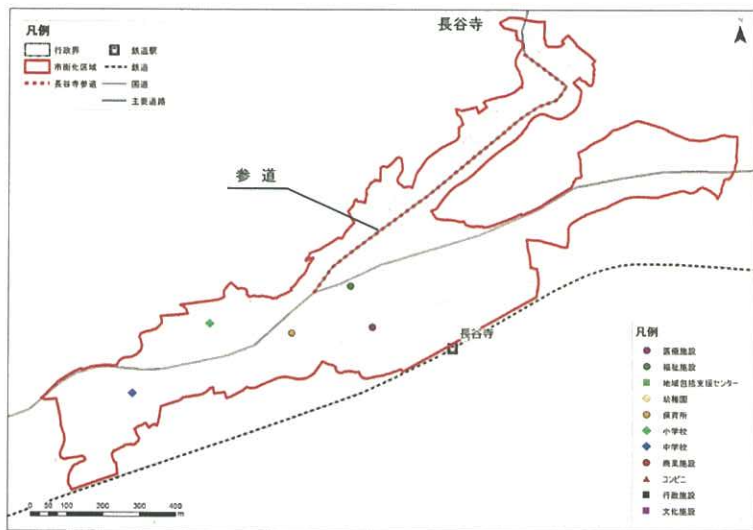 長谷寺
凡例
行政界
鉄道駅
市街化区域
鉄道
長谷寺参道
国道
主要道路
参道
長谷寺
凡例
医療施設
福祉施設
地域包括支援センター
幼稚園
保育所
小学校
中学校
商業施設
コンビニ
行政施設
文化施設
0 50 100 200 300 400
m